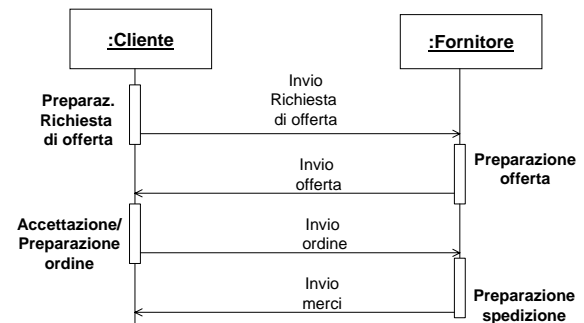 :Cliente
:Fornitore
Preparaz.
Richiesta
di offerta
Invio
Richiesta
di offerta
Invio
offerta
Preparazione
offerta
Accettazione/
Preparazione
ordine
Invio
ordine
Invio
merci
Preparazione
spedizione